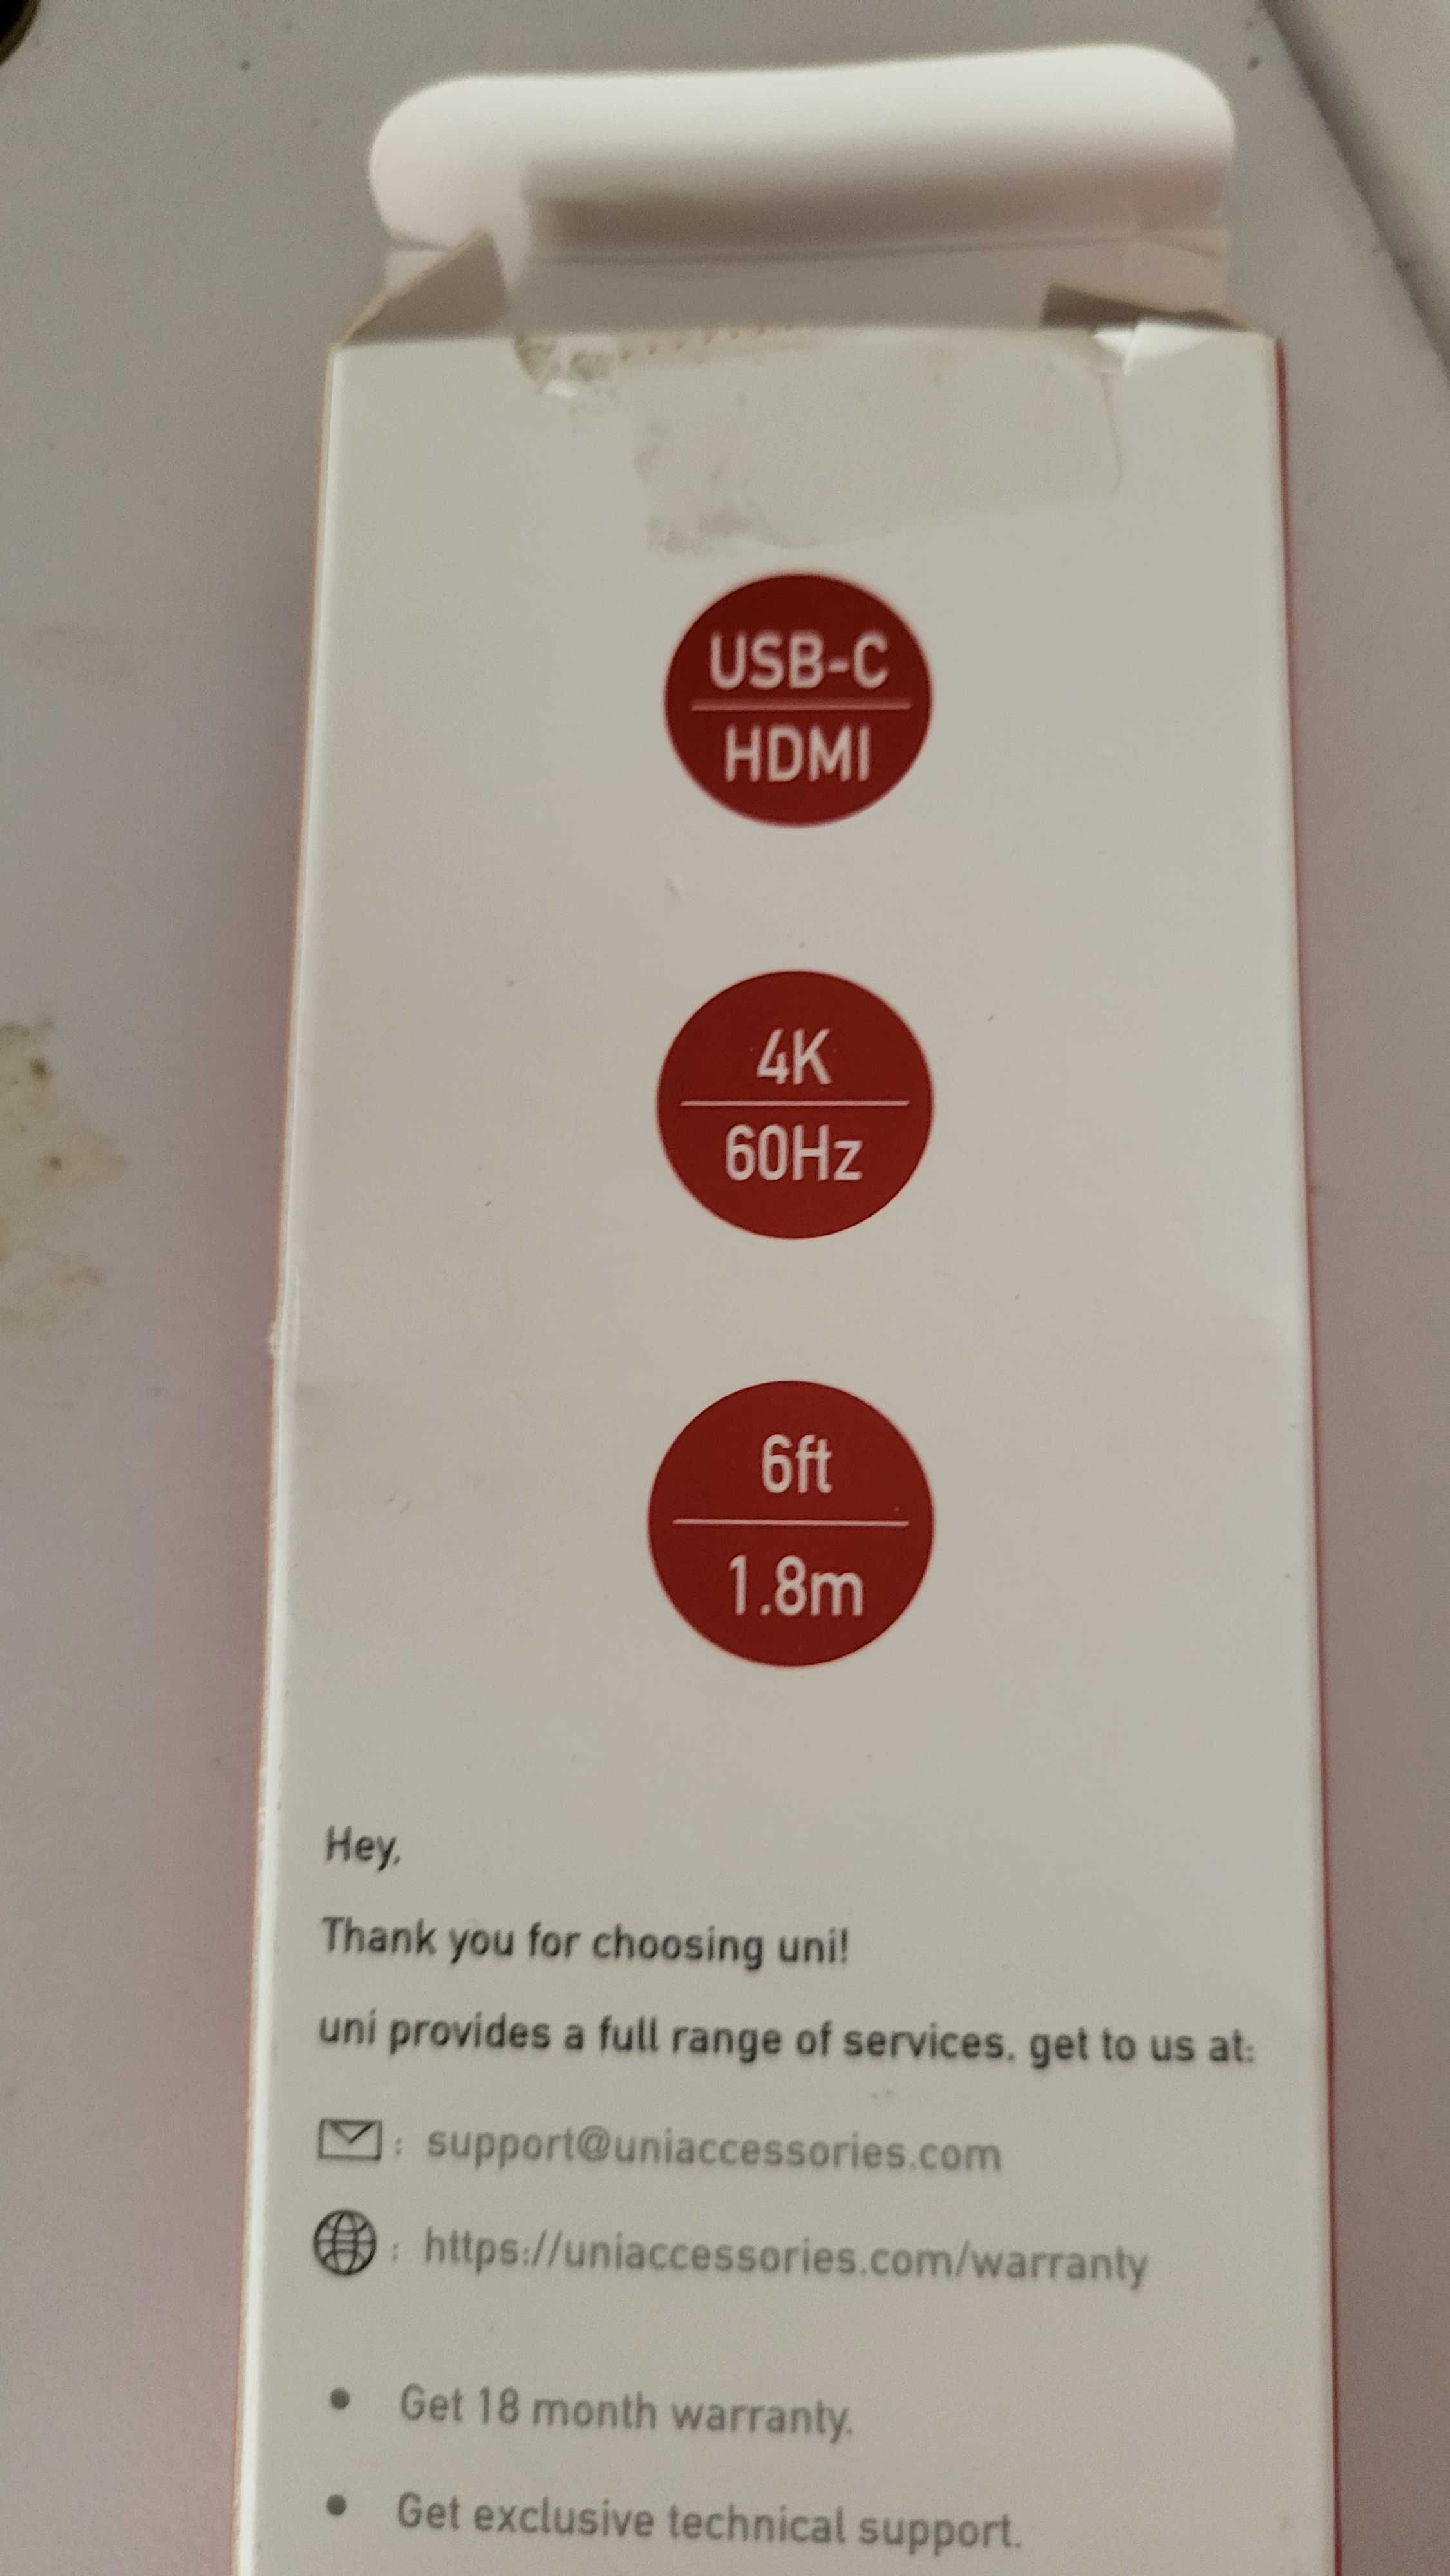 USB-C
HDMI
4K
60Hz
6ft
1.8m
Hey,
Thank you for choosing uni!
uni provides a full range of services. get to us at:
: support@uniaccessories.com
: https://uniaccessories.com/warranty
• Get 18 month warranty.
• Get exclusive technical support.